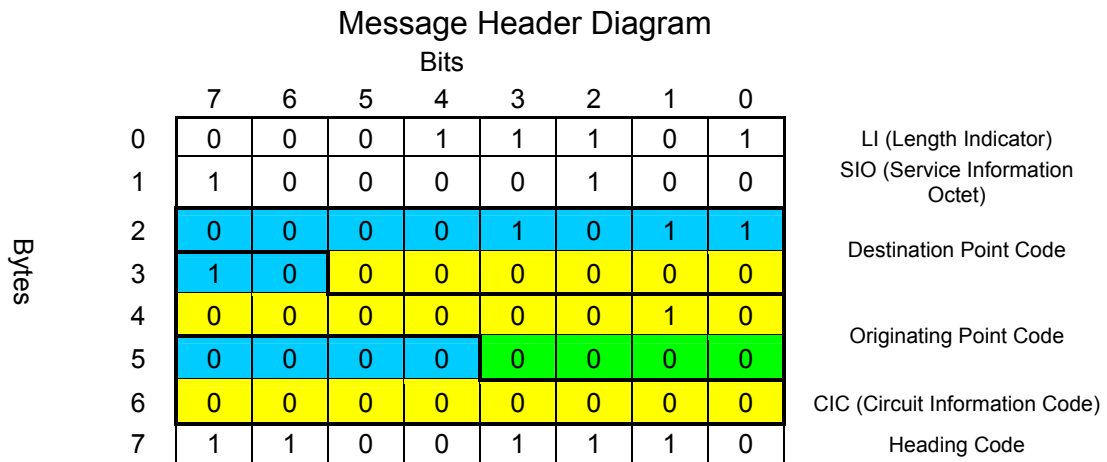 Message Header Diagram
Bits
7 6 5 4 3 2 1 0
0 0 0 0 1 1 1 0 1 LI (Length Indicator)
1 1 0 0 0 0 1 0 0 SIO (Service Information
Octet)
2 0 0 0 0 1 0 1 1
Destination Point Code
3 1 0 0 0 0 0 0 0
4 0 0 0 0 0 0 1 0
Originating Point Code
5 0 0 0 0 0 0 0 0
6 0 0 0 0 0 0 0 0 CIC (Circuit Information Code)
7 1 1 0 0 1 1 1 0 Heading Code
Bytes